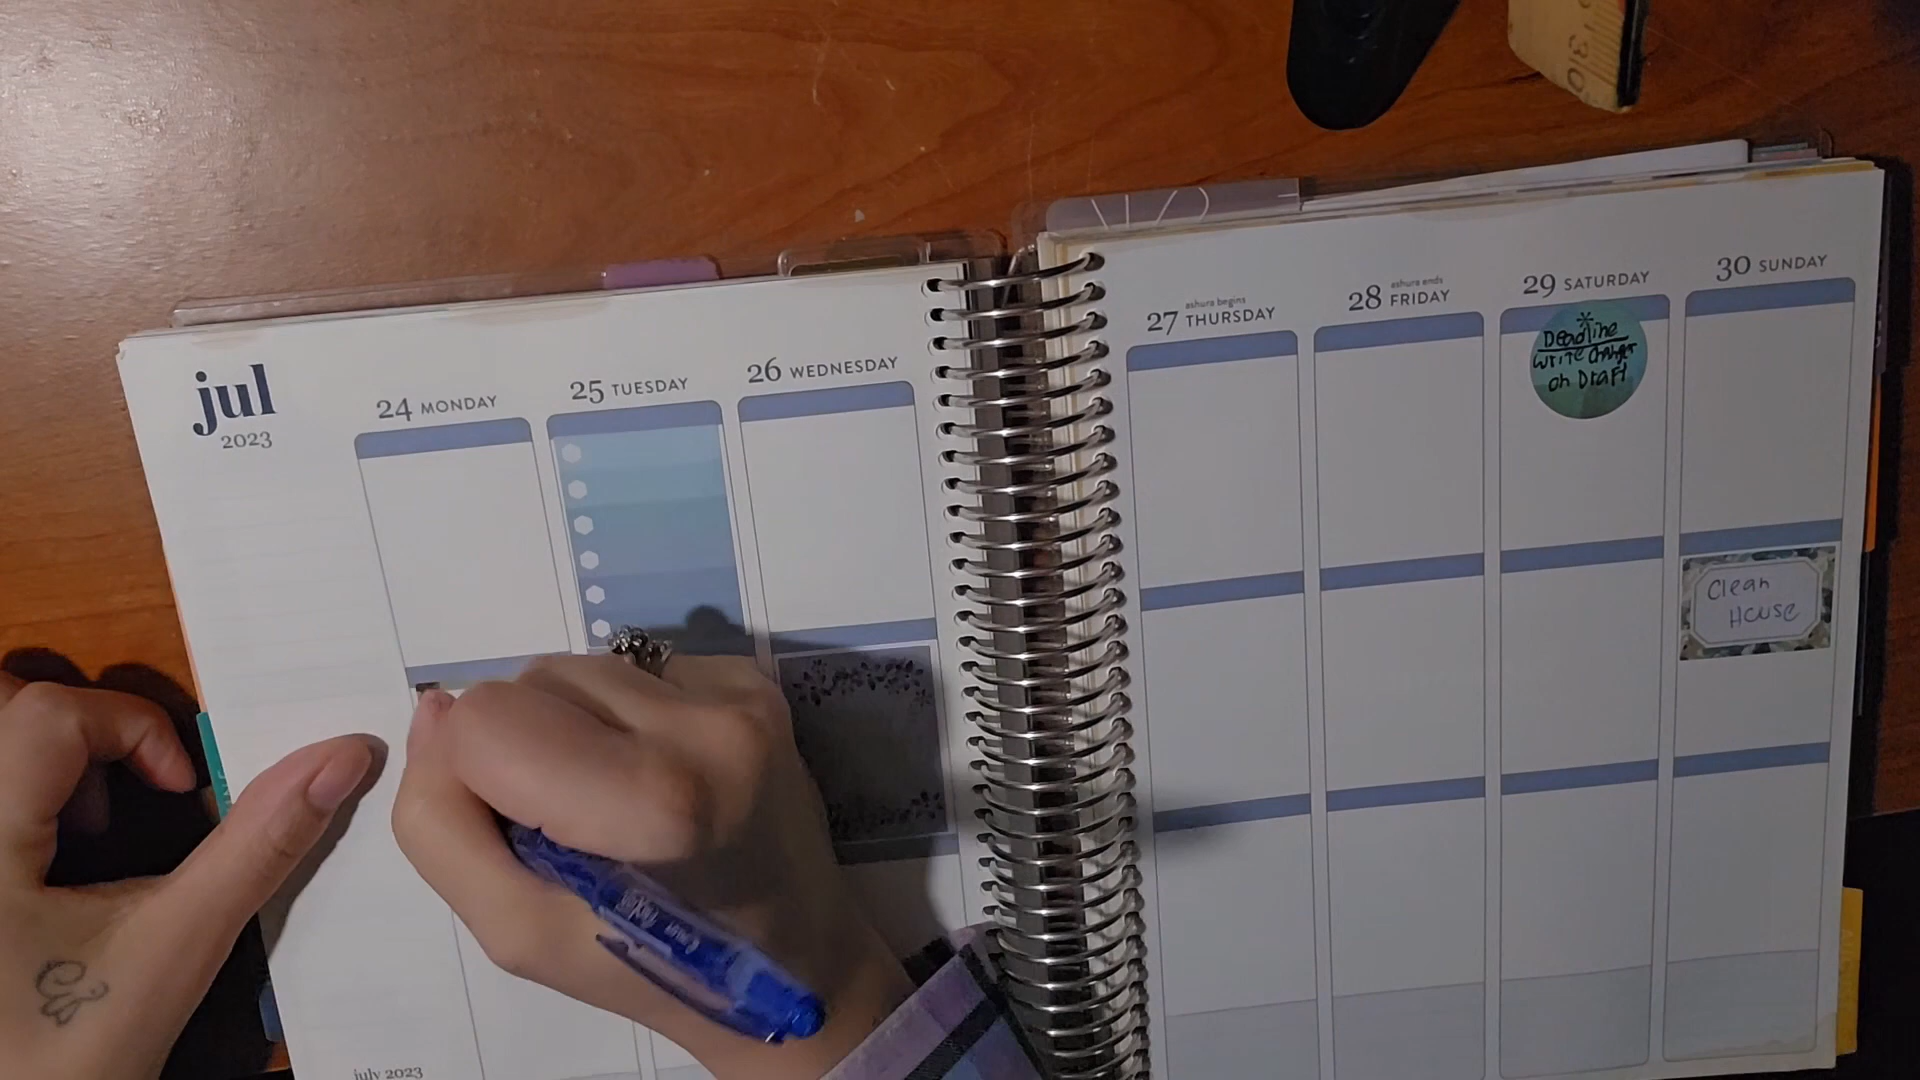 jul
2023
24 MONDAY
25 TUESDAY
26 WEDNESDAY
ashura begins
27 THURSDAY
ashura ends
28 FRIDAY
29 SATURDAY
30 SUNDAY
*
Deadline
write
on Draft
Clean
House
july 2023
30